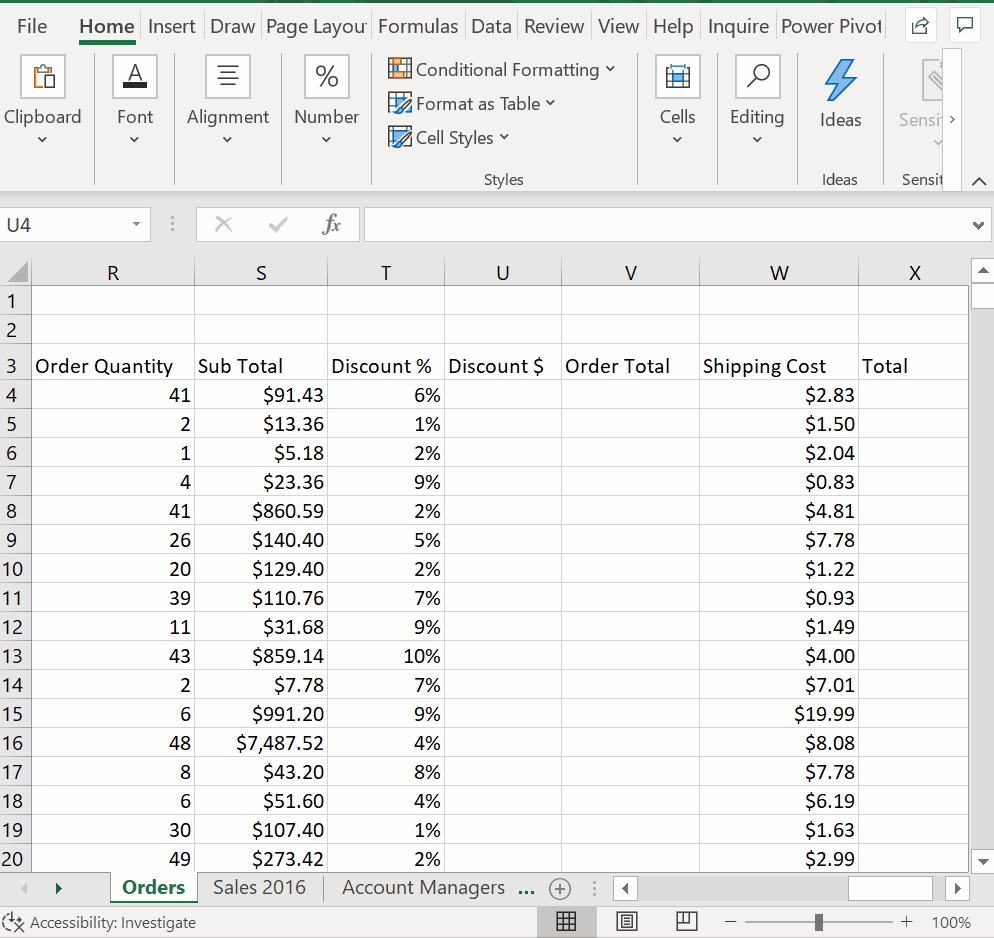 File Home Insert Draw Page Layou Formulas Data Review View Help Inquire Power Pivot
Clipboard Font Alignment Number Conditional Formatting Format as Table Cell Styles Cells Editing Ideas Sensi
Styles Ideas Sensit
U4 fx
R S T U V W X
1
2
3 Order Quantity Sub Total Discount % Discount $ Order Total Shipping Cost Total
4 41 $91.43 6% $2.83
5 2 $13.36 1% $1.50
6 1 $5.18 2% $2.04
7 4 $23.36 9% $0.83
8 41 $860.59 2% $4.81
9 26 $140.40 5% $7.78
10 20 $129.40 2% $1.22
11 39 $110.76 7% $0.93
12 11 $31.68 9% $1.49
13 43 $859.14 10% $4.00
14 2 $7.78 7% $7.01
15 6 $991.20 9% $19.99
16 48 $7,487.52 4% $8.08
17 8 $43.20 8% $7.78
18 6 $51.60 4% $6.19
19 30 $107.40 1% $1.63
20 49 $273.42 2% $2.99
Orders Sales 2016 Account Managers ...
Accessibility: Investigate 100%